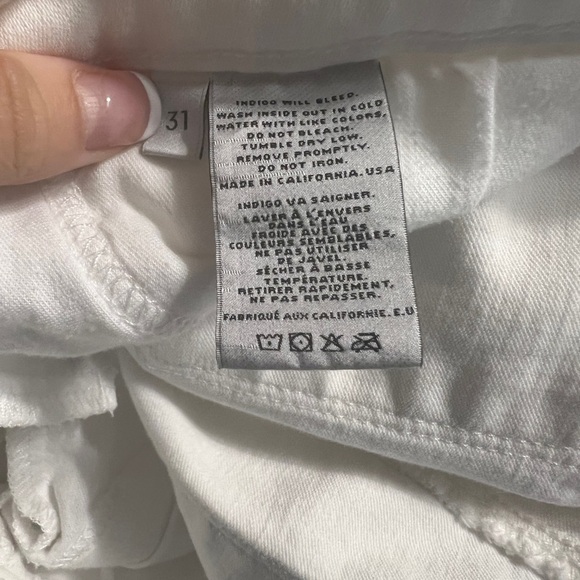 31
INDIGO WILL BLEED.
WASH INSIDE OUT IN COLD
WATER WITH LIKE COLORS,
DO NOT BLEACH.
TUMBLE DRY LOW.
REMOVE PROMPTLY.
DO NOT IRON.
MADE IN CALIFORNIA. USA
INDIGO VA SAIGNER.
LAVER À L'ENVERS
DANS L'EAU
FROIDE AVEC DES
COULEURS SEMBLABLES,
NE PAS UTILISER
DE JAVEL.
SÉCHER À BASSE
TEMPÉRATURE.
RETIRER RAPIDEMENT,
NE PAS REPASSER.
FABRIQUÉ AUX CALIFORNIE. E.U